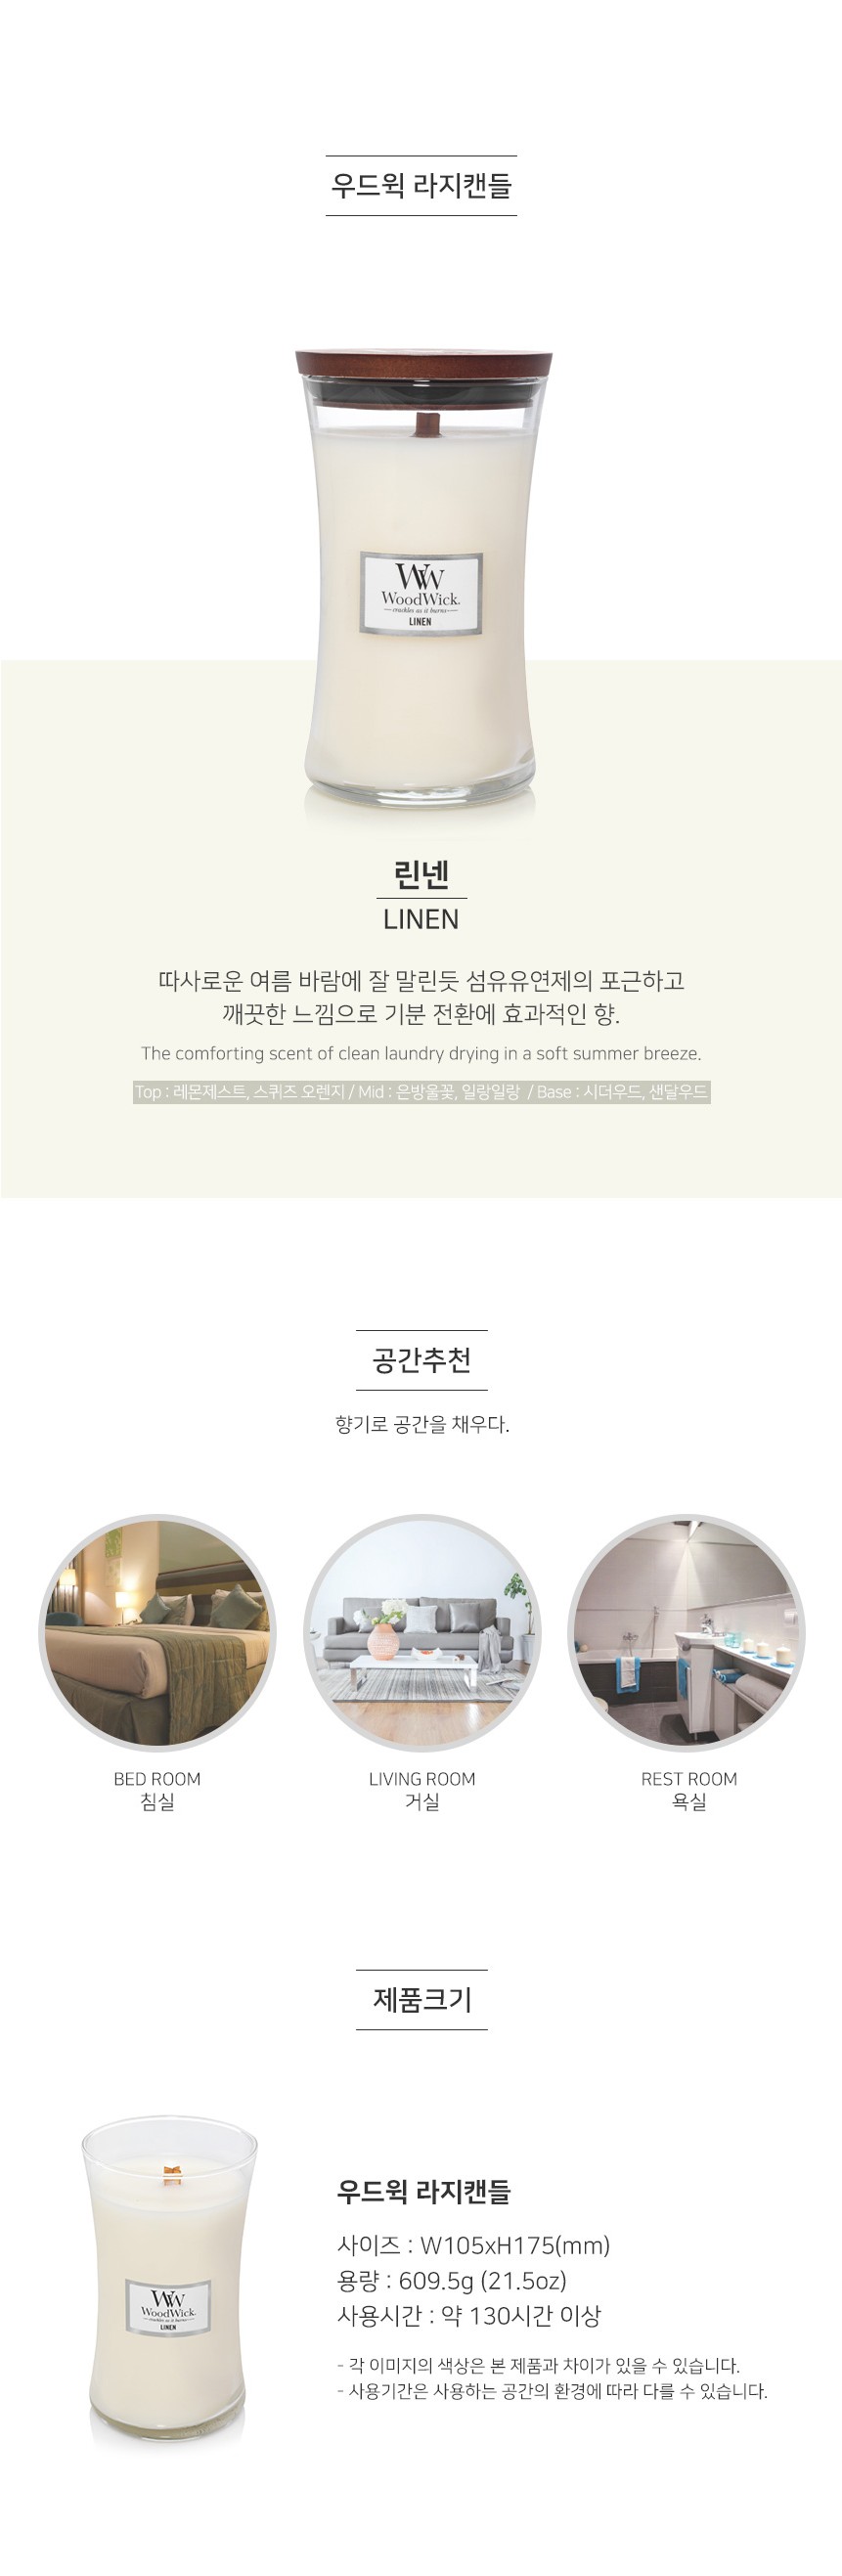 우드윅 라지캔들
WW
WoodWick.
crackles as it burns
LINEN
린넨
LINEN
따사로운 여름 바람에 잘 말린듯 섬유유연제의 포근하고
깨끗한 느낌으로 기분 전환에 효과적인 향.
The comforting scent of clean laundry drying in a soft summer breeze.
Top : 레몬제스트, 스퀴즈 오렌지 / Mid : 은방울꽃, 일랑일랑 / Base : 시더우드, 샌달우드
공간추천
향기로 공간을 채우다.
BED ROOM
침실
LIVING ROOM
거실
REST ROOM
욕실
제품크기
WW
WoodWick.
crackles as it burns
LINEN
우드윅 라지캔들
사이즈 : W105xH175(mm)
용량 : 609.5g (21.5oz)
사용시간 : 약 130시간 이상
- 각 이미지의 색상은 본 제품과 차이가 있을 수 있습니다.
- 사용기간은 사용하는 공간의 환경에 따라 다를 수 있습니다.